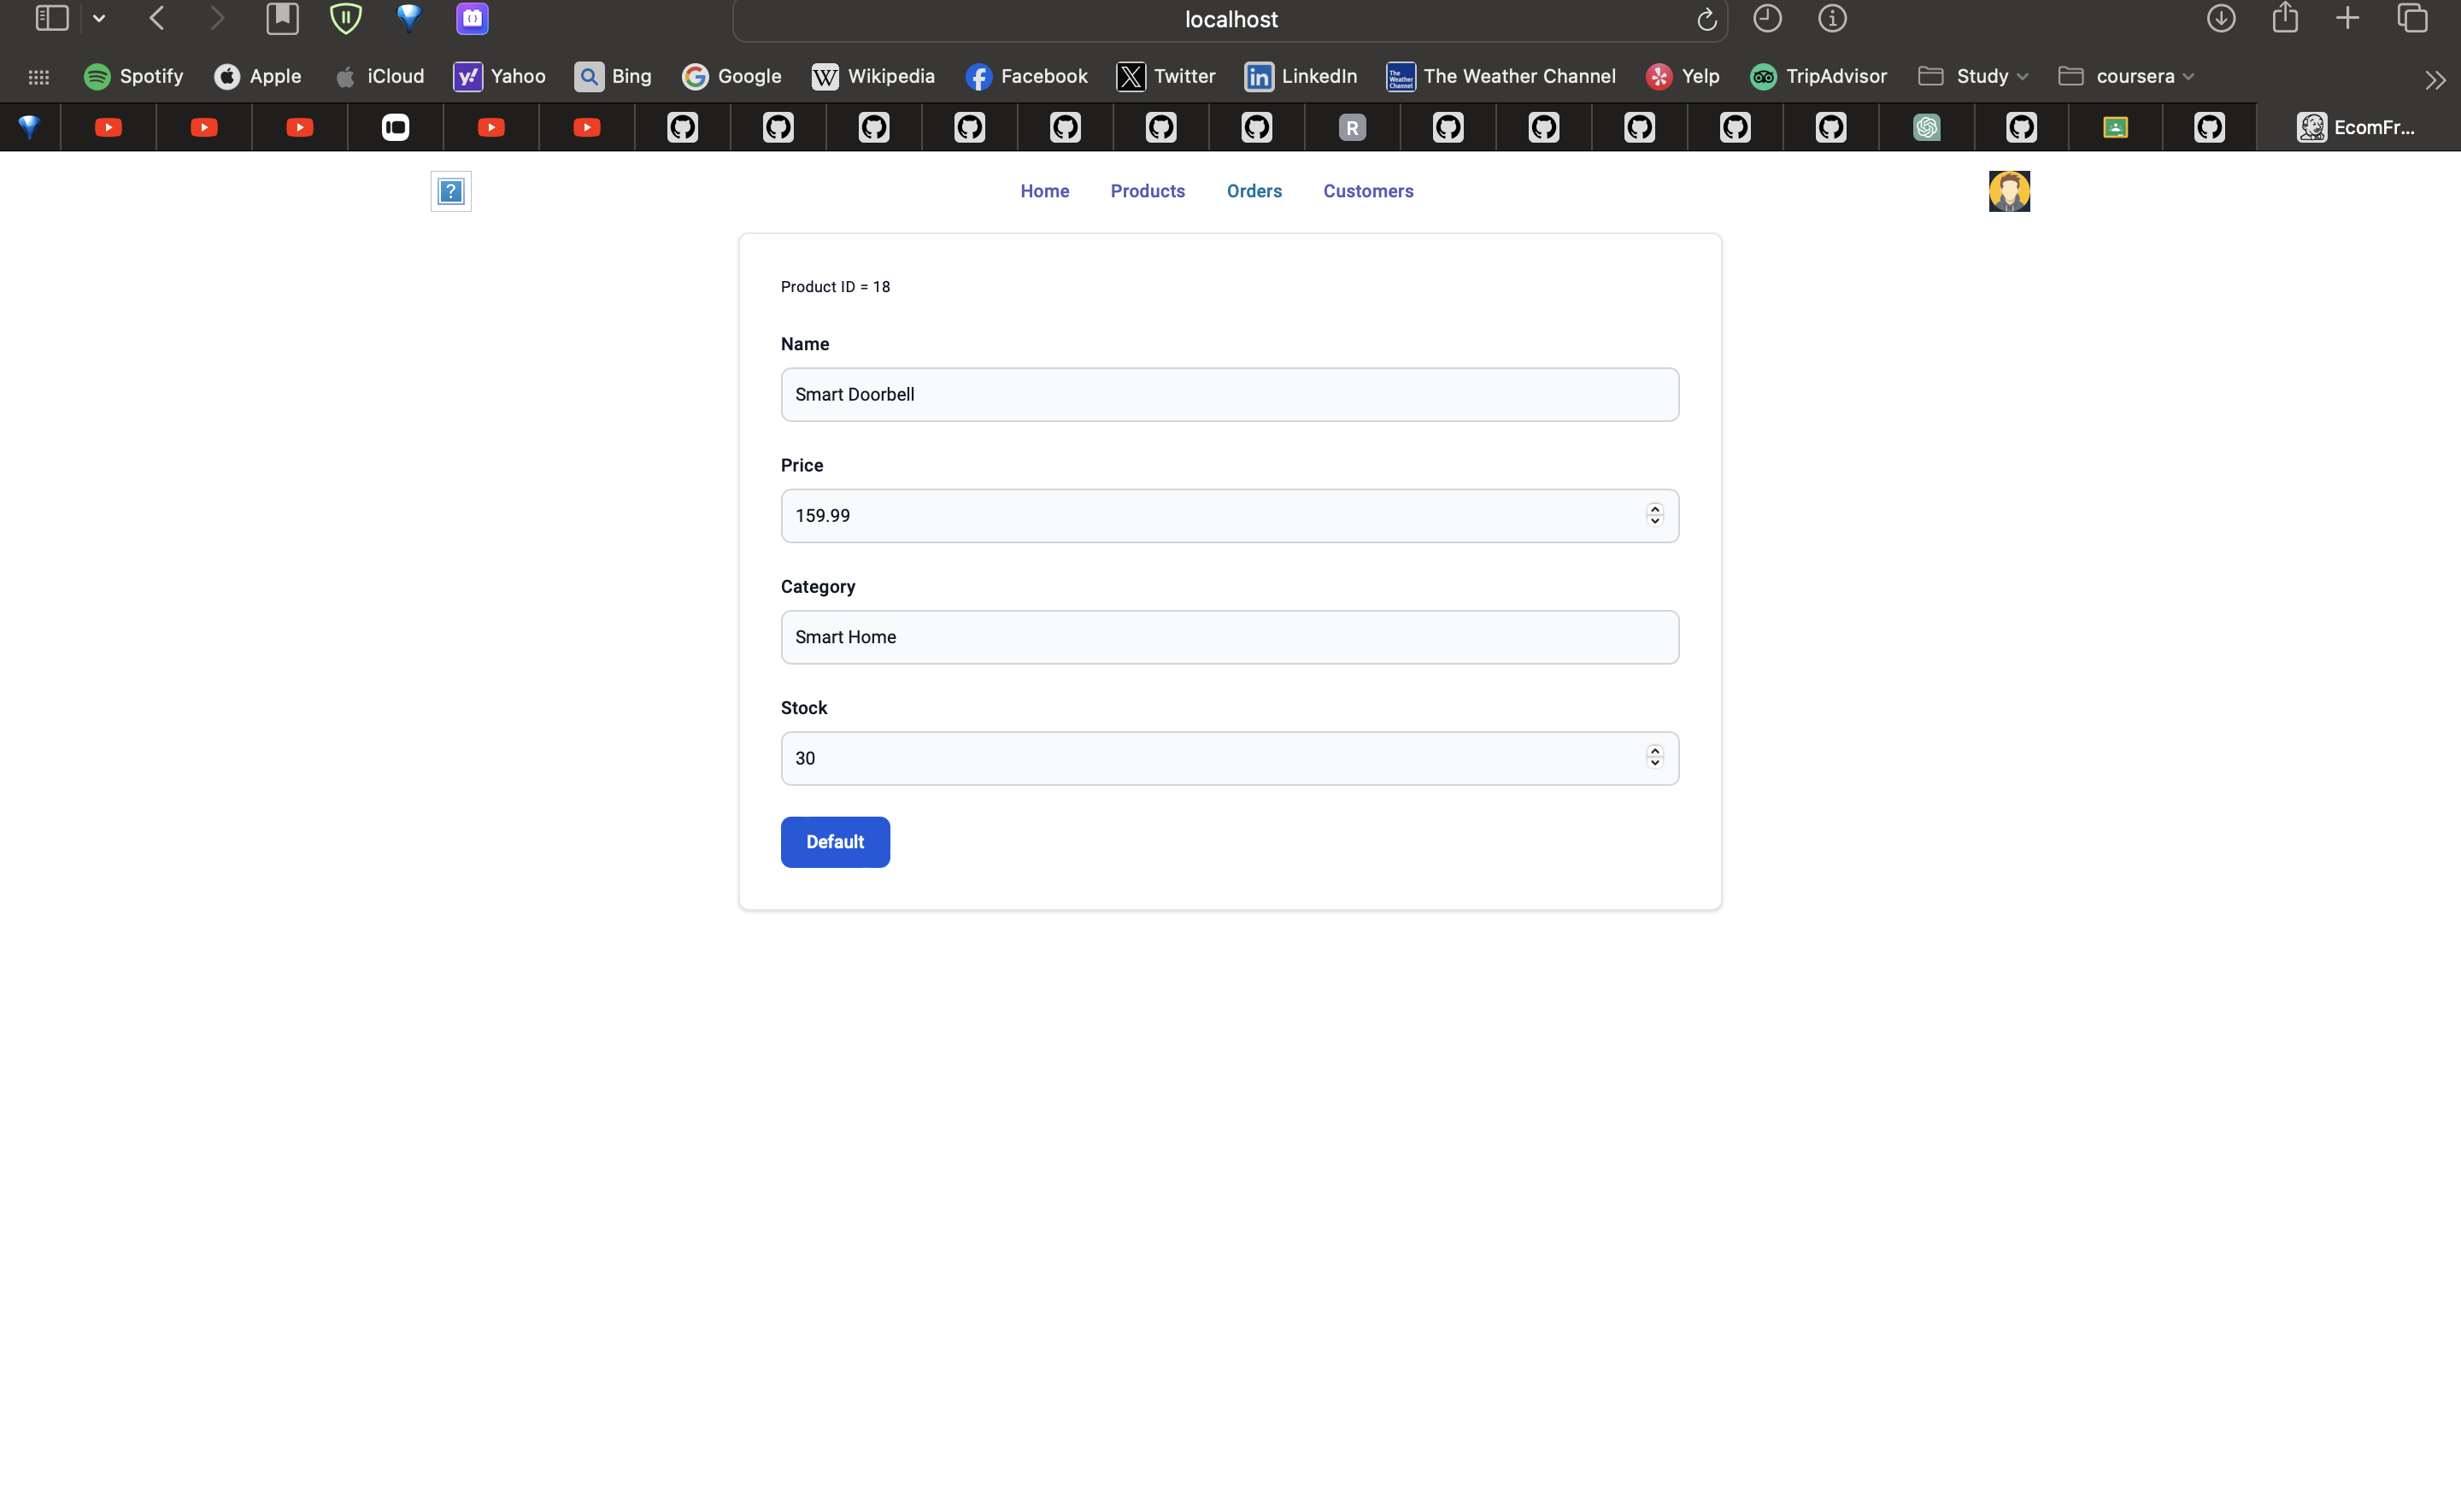 localhost
Spotify Apple iCloud Yahoo Bing Google Wikipedia Facebook Twitter LinkedIn The Weather Channel Yelp TripAdvisor Study coursera
EcomFr...
Home Products Orders Customers
Product ID = 18
Name
Smart Doorbell
Price
159.99
Category
Smart Home
Stock
30
Default